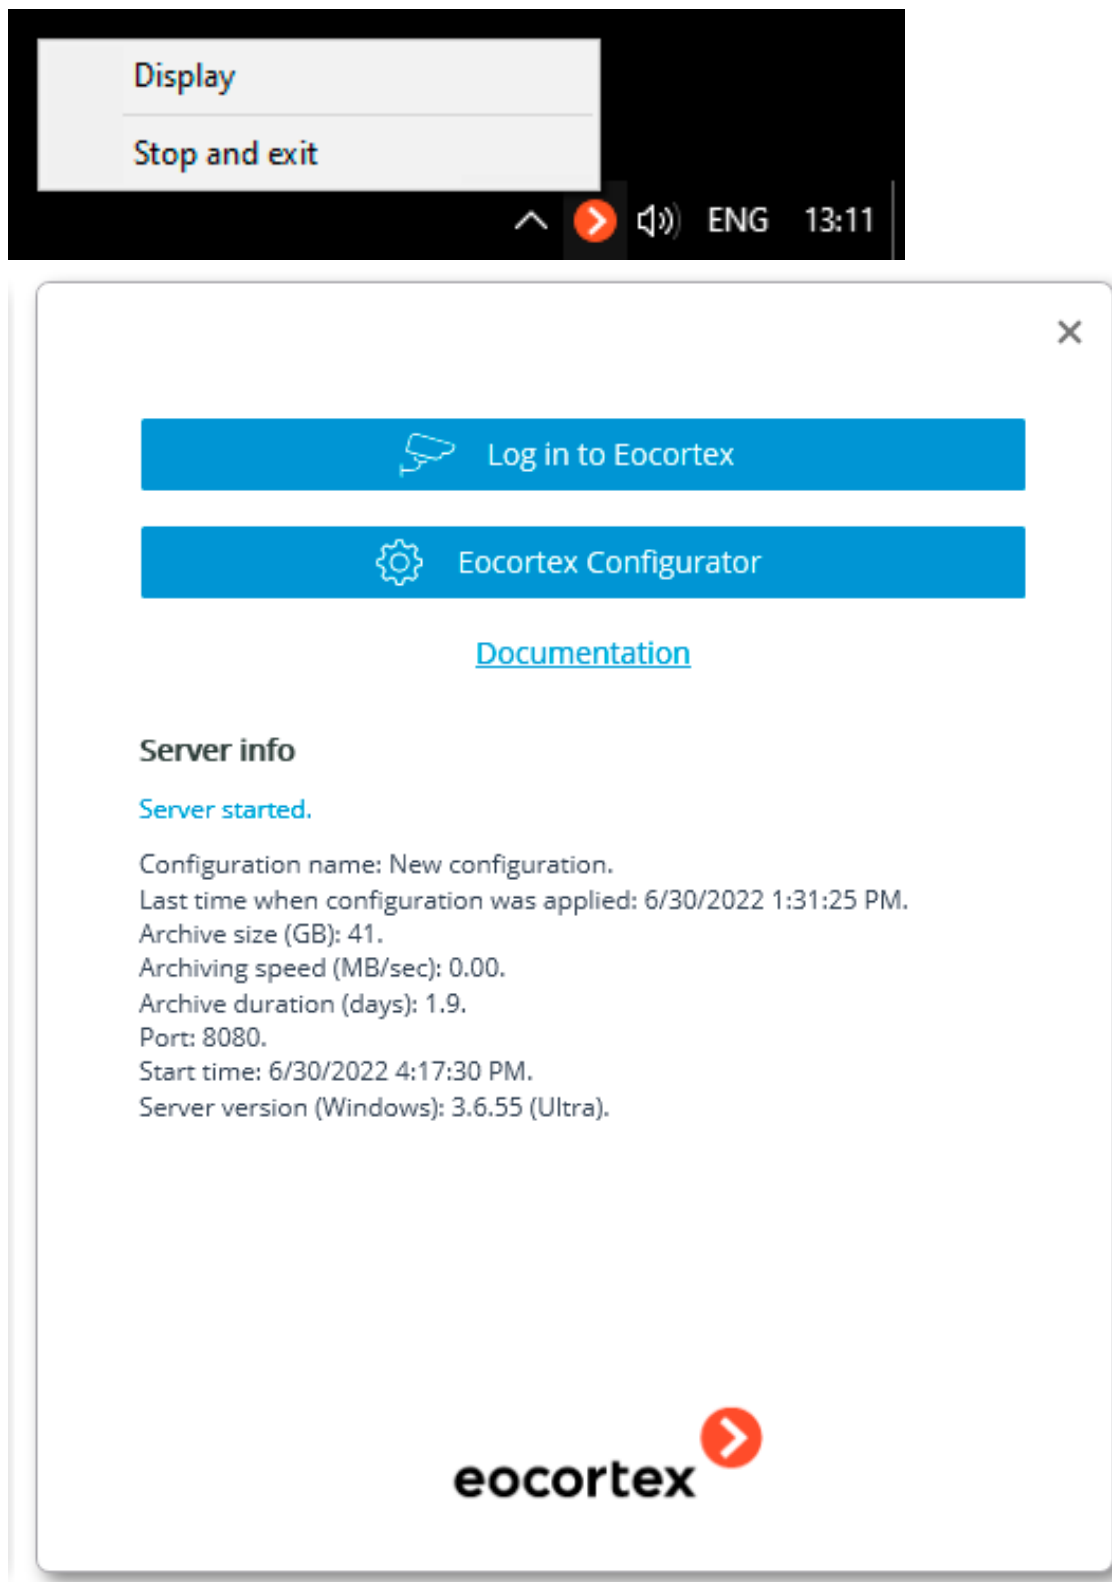 Display
Stop and exit
ENG 13:11
Log in to Eocortex
Eocortex Configurator
Documentation
Server info
Server started.
Configuration name: New configuration.
Last time when configuration was applied: 6/30/2022 1:31:25 PM.
Archive size (GB): 41.
Archiving speed (MB/sec): 0.00.
Archive duration (days): 1.9.
Port: 8080.
Start time: 6/30/2022 4:17:30 PM.
Server version (Windows): 3.6.55 (Ultra).
eocortex